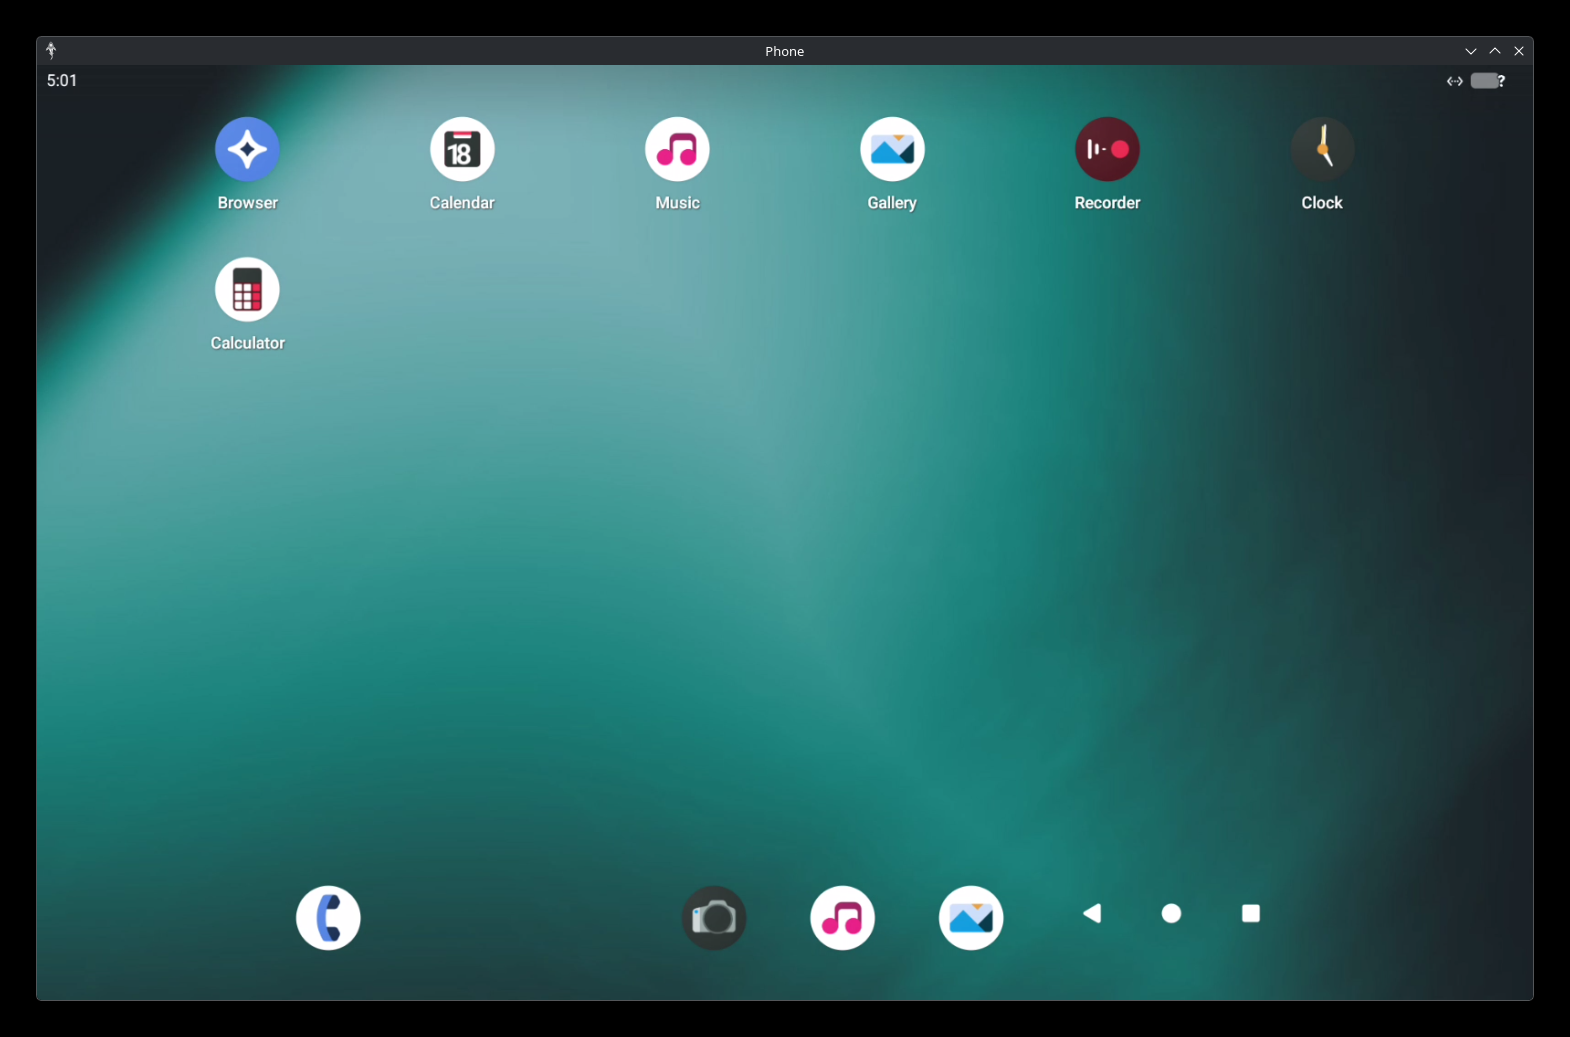 Phone
5:01
?
18
Browser
Calendar
Music
Gallery
Recorder
Clock
Calculator